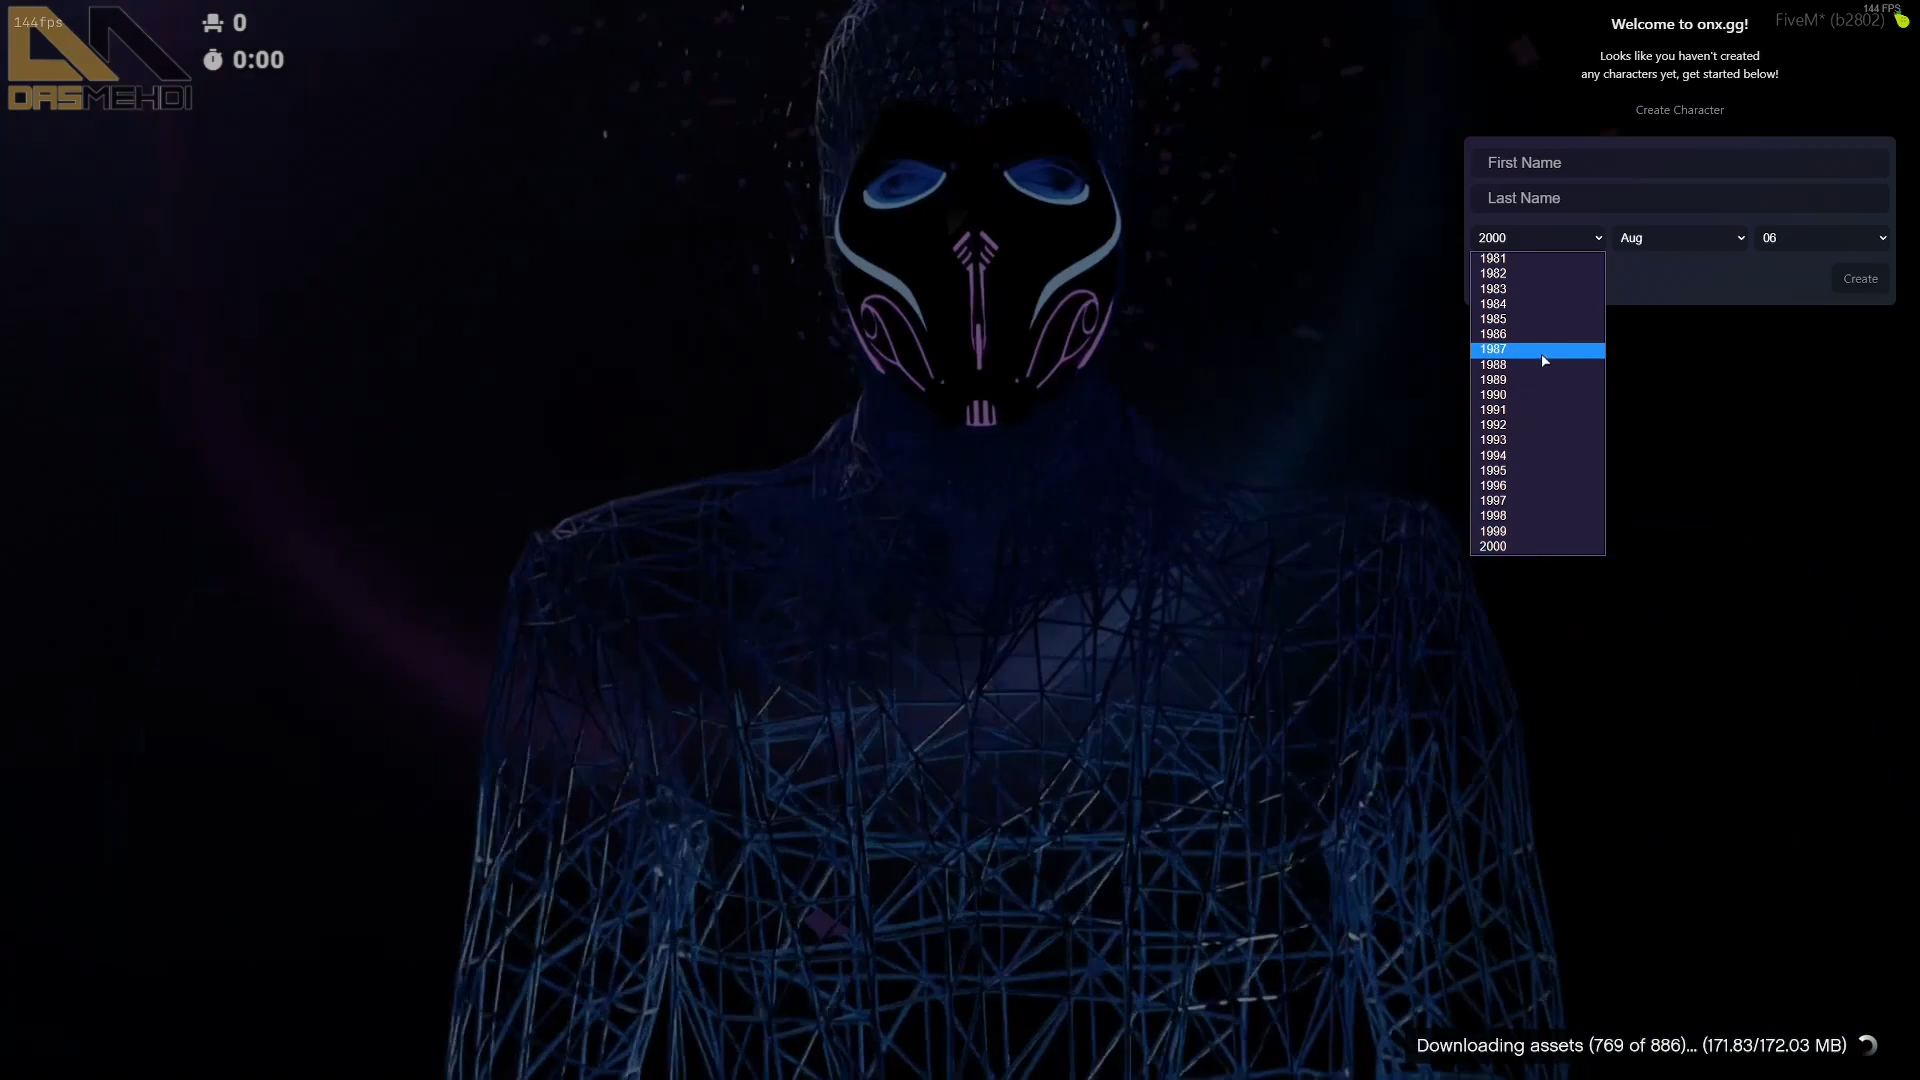 144fps
DASMEHDI
0
0:00
144 FPS
FiveM* (b2802)
Welcome to onx.gg!
Looks like you haven't created
any characters yet, get started below!
Create Character
First Name
Last Name
2000 Aug 06
1981
1982
1983
1984
1985
1986
1987
1988
1989
1990
1991
1992
1993
1994
1995
1996
1997
1998
1999
2000
Create
Downloading assets (769 of 886)... (171.83/172.03 MB)